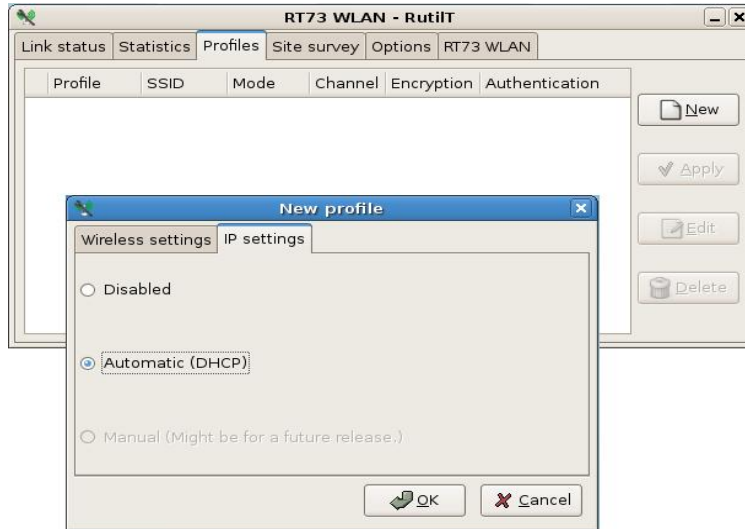 RT73 WLAN - RutilT
Link status Statistics Profiles Site survey Options RT73 WLAN
Profile SSID Mode Channel Encryption Authentication
New
Apply
Edit
Delete
New profile
Wireless settings IP settings
Disabled
Automatic (DHCP)
Manual (Might be for a future release.)
OK Cancel